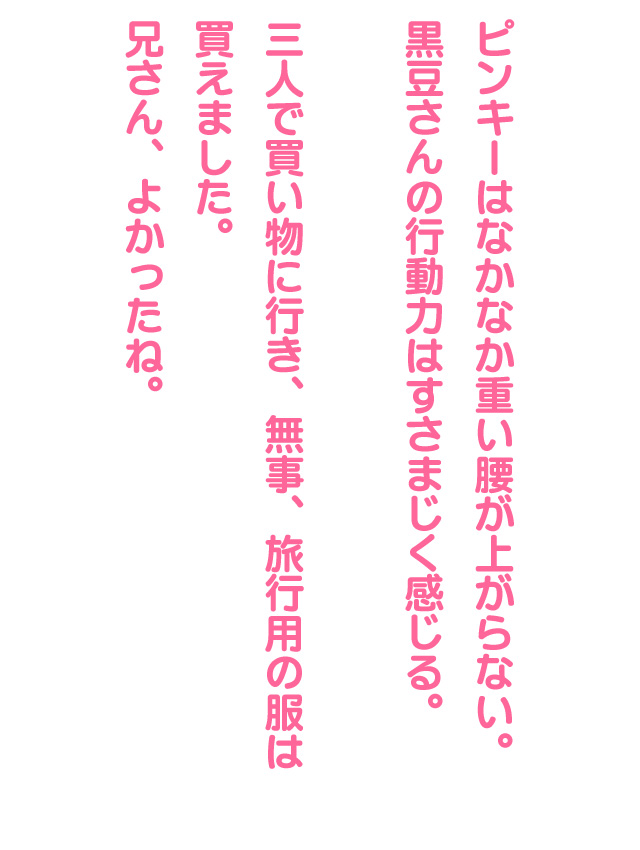 ピンキーはなかなか重い腰が上がらない。
黒豆さんの行動力はすさまじく感じる。
三人で買い物に行き、無事、旅行用の服は
買えました。
兄さん、よかったね。